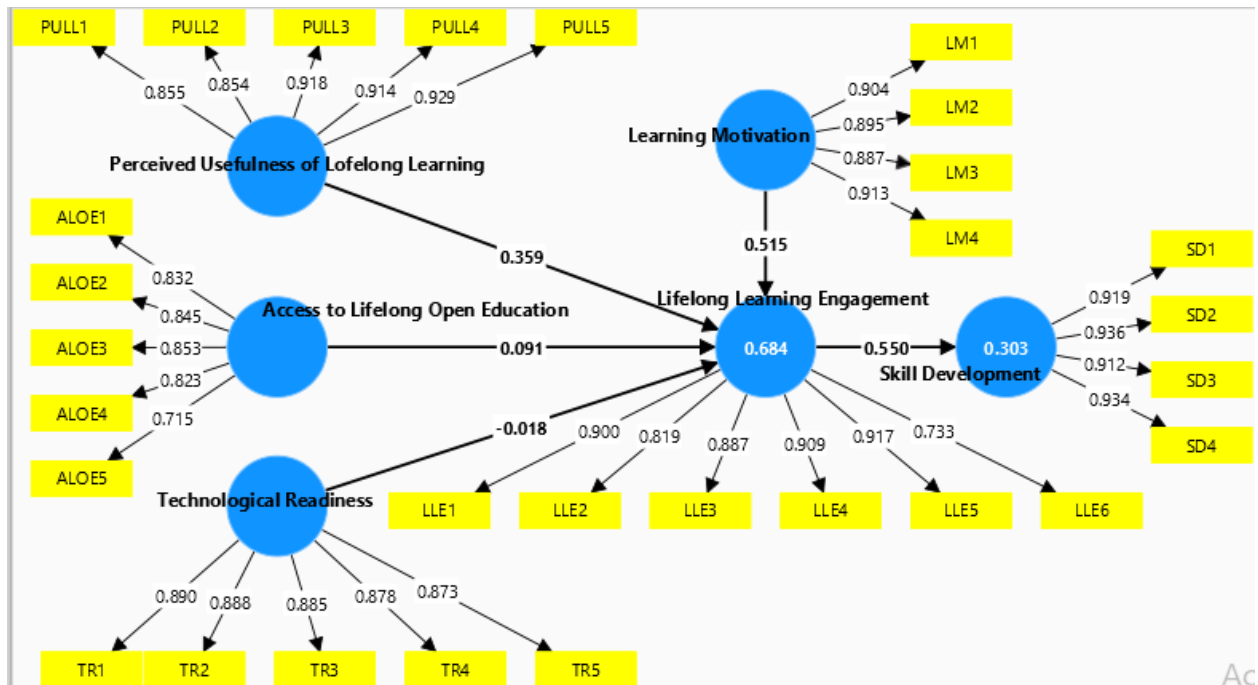 PULL1 PULL2 PULL3 PULL4 PULL5
0.855 0.854 0.918 0.914 0.929
Perceived Usefulness of Lofelong Learning
LM1
LM2
LM3
LM4
0.904
0.895
0.887
0.913
Learning Motivation
0.515
0.359
ALOE1
ALOE2
ALOE3
ALOE4
ALOE5
0.832
0.845
0.853
0.823
0.715
Access to Lifelong Open Education
0.091
Lifelong Learning Engagement
0.684
0.550
0.303
Skill Development
SD1
SD2
SD3
SD4
0.919
0.936
0.912
0.934
-0.018
0.900 0.819 0.887 0.909 0.917 0.733
LLE1 LLE2 LLE3 LLE4 LLE5 LLE6
Technological Readiness
0.890 0.888 0.885 0.878 0.873
TR1 TR2 TR3 TR4 TR5
Ac